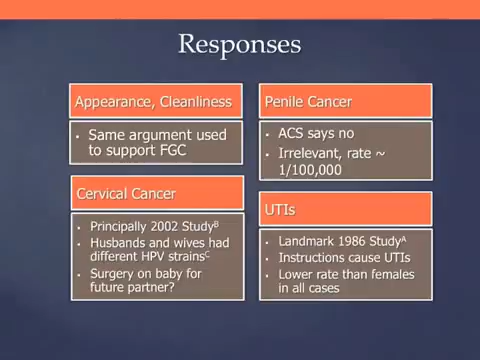 Responses
Appearance, Cleanliness
▪ Same argument used
to support FGC
Cervical Cancer
▪ Principally 2002 Studyᴮ
▪ Husbands and wives had
different HPV strainsᶜ
▪ Surgery on baby for
future partner?
Penile Cancer
▪ ACS says no
▪ Irrelevant, rate ~
1/100,000
UTIs
▪ Landmark 1986 Studyᴬ
▪ Instructions cause UTIs
▪ Lower rate than females
in all cases